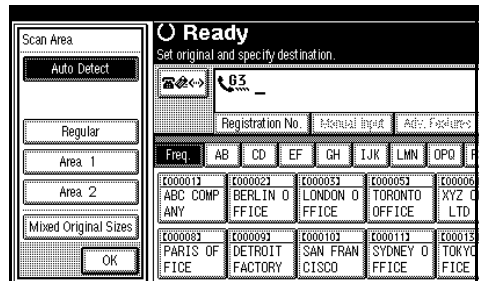 Scan Area
Auto Detect
Regular
Area 1
Area 2
Mixed Original Sizes
OK
Ready
Set original and specify destination.
G3 _
Registration No. Manual Input Adv. Features
Freq. AB CD EF GH IJK LMN OPQ
[00001] [00002] [00003] [00005] [00006
ABC COMP BERLIN O LONDON O TORONTO XYZ C
ANY FFICE FFICE OFFICE LTD
[00008] [00009] [00010] [00011] [00013
PARIS OF DETROIT SAN FRAN SYDNEY O TOKYO
FICE FACTORY CISCO FFICE FICE